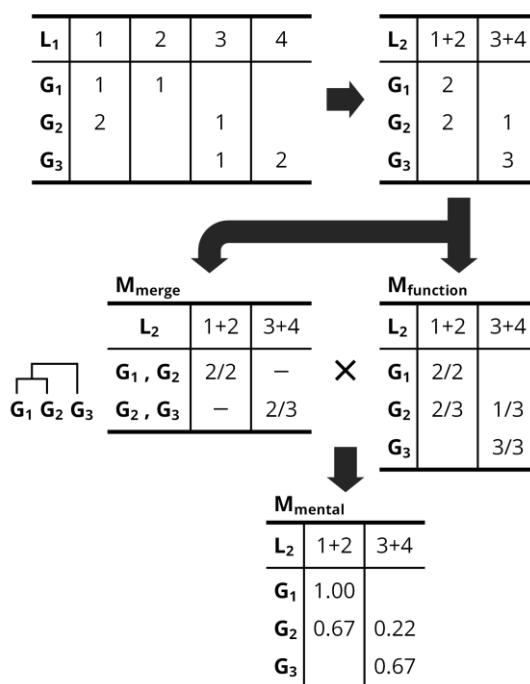 L₁ 1 2 3 4
G₁ 1 1
G₂ 2 1
G₃ 1 2
L₂ 1+2 3+4
G₁ 2
G₂ 2 1
G₃ 3
M_merge
L₂ 1+2 3+4
G₁ , G₂ 2/2 –
G₂ , G₃ – 2/3
G₁ G₂ G₃
×
M_function
L₂ 1+2 3+4
G₁ 2/2
G₂ 2/3 1/3
G₃ 3/3
M_mental
L₂ 1+2 3+4
G₁ 1.00
G₂ 0.67 0.22
G₃ 0.67